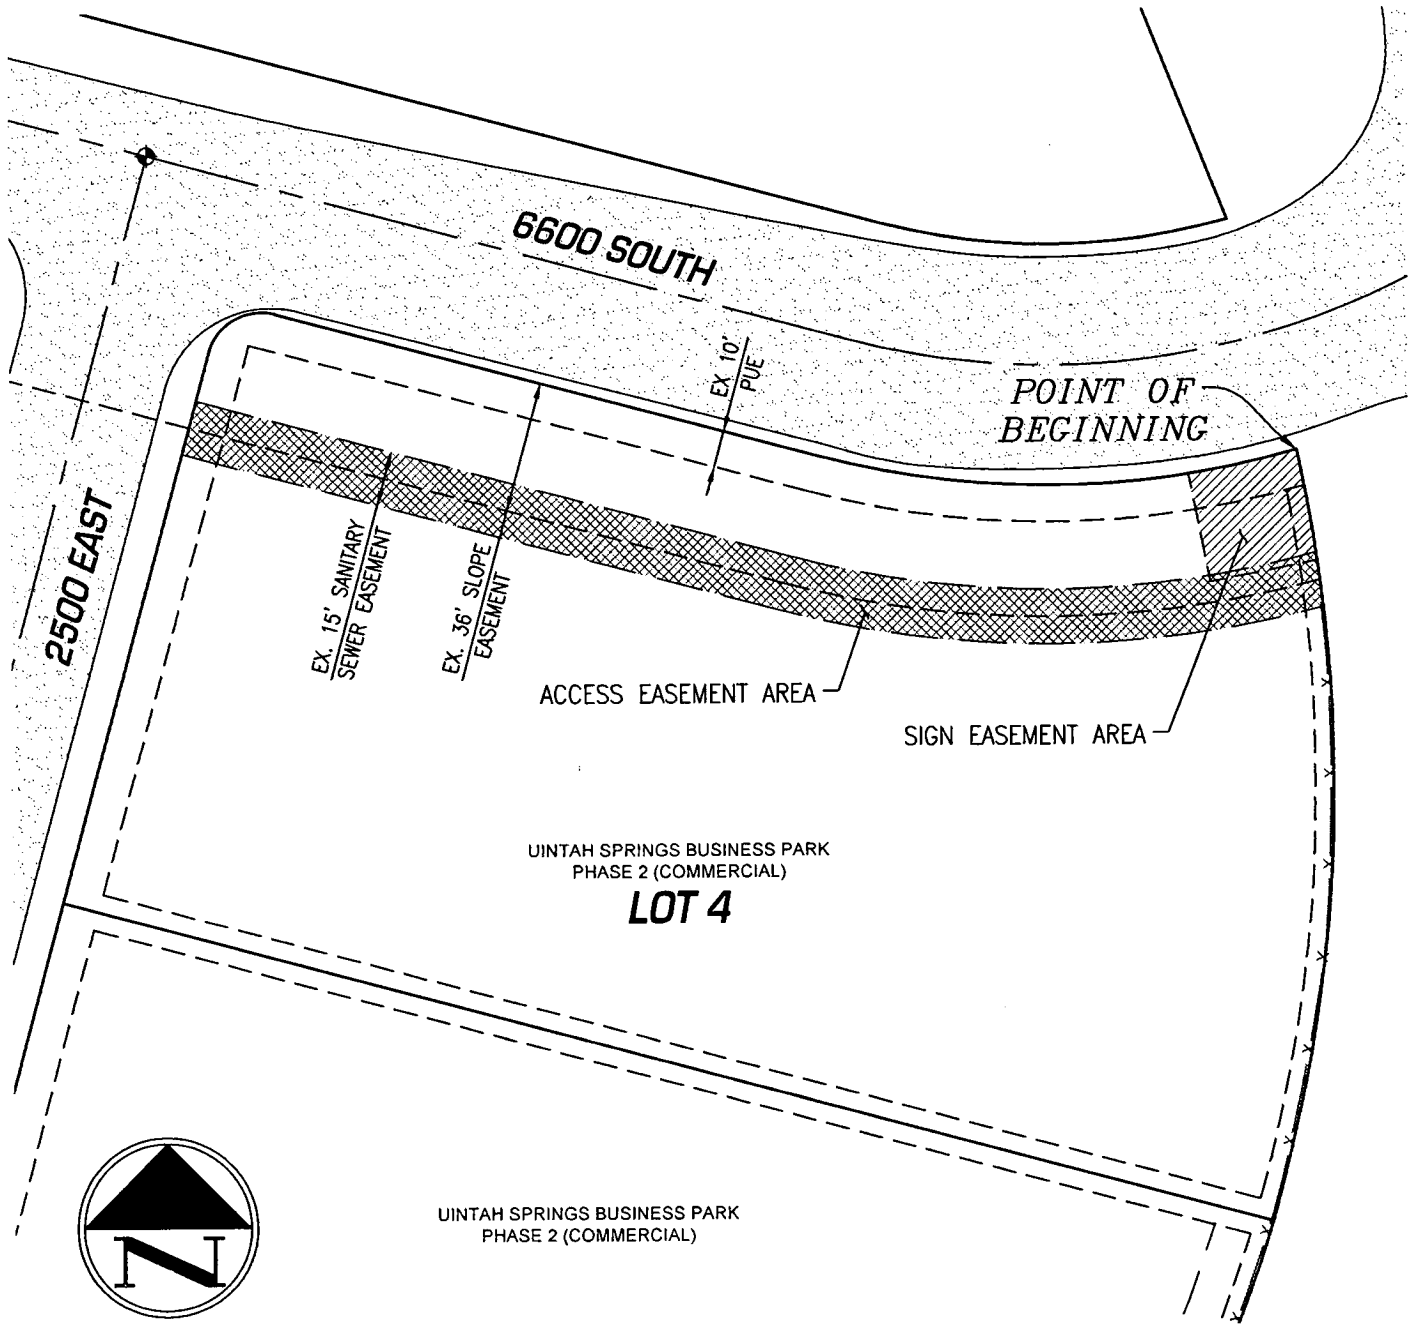 6600 SOUTH
EX 10'
PUE
POINT OF
BEGINNING
2500 EAST
EX. 15' SANITARY
SEWER EASEMENT
EX. 36' SLOPE
EASEMENT
ACCESS EASEMENT AREA
SIGN EASEMENT AREA
UINTAH SPRINGS BUSINESS PARK
PHASE 2 (COMMERCIAL)
LOT 4
N
UINTAH SPRINGS BUSINESS PARK
PHASE 2 (COMMERCIAL)